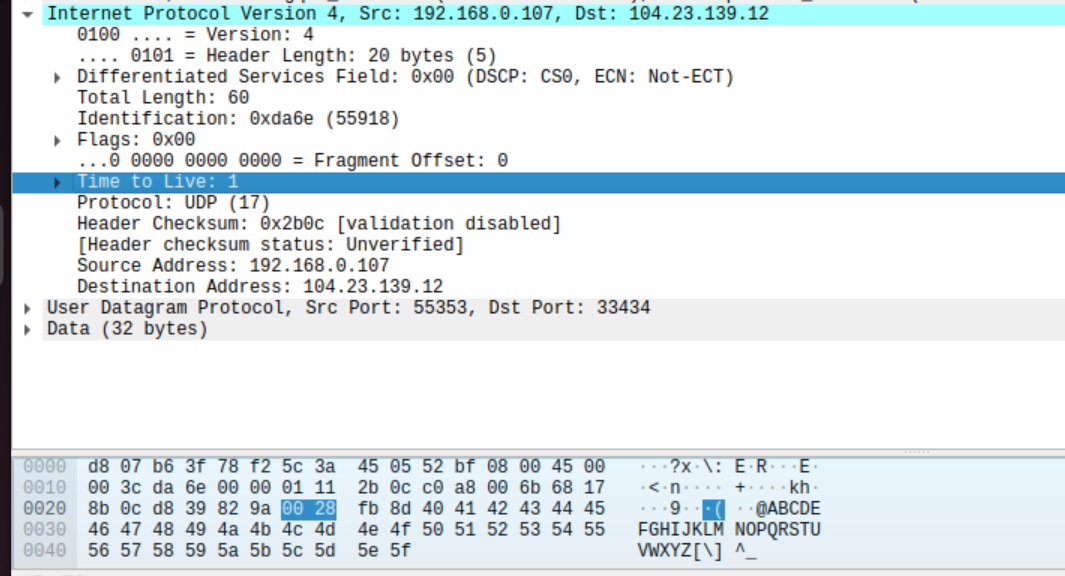 Internet Protocol Version 4, Src: 192.168.0.107, Dst: 104.23.139.12
0100 .... = Version: 4
.... 0101 = Header Length: 20 bytes (5)
Differentiated Services Field: 0x00 (DSCP: CS0, ECN: Not-ECT)
Total Length: 60
Identification: 0xda6e (55918)
Flags: 0x00
...0 0000 0000 0000 = Fragment Offset: 0
Time to Live: 1
Protocol: UDP (17)
Header Checksum: 0x2b0c [validation disabled]
[Header checksum status: Unverified]
Source Address: 192.168.0.107
Destination Address: 104.23.139.12
User Datagram Protocol, Src Port: 55353, Dst Port: 33434
Data (32 bytes)
0000 d8 07 b6 3f 78 f2 5c 3a 45 05 52 bf 08 00 45 00 ···?x·\: E·R···E·
0010 00 3c da 6e 00 00 01 11 2b 0c c0 a8 00 6b 68 17 ·<·n···· +····kh·
0020 8b 0c d8 39 82 9a 00 28 fb 8d 40 41 42 43 44 45 ···9···( ··@ABCDE
0030 46 47 48 49 4a 4b 4c 4d 4e 4f 50 51 52 53 54 55 FGHIJKLM NOPQRSTU
0040 56 57 58 59 5a 5b 5c 5d 5e 5f VWXYZ[\] ^_